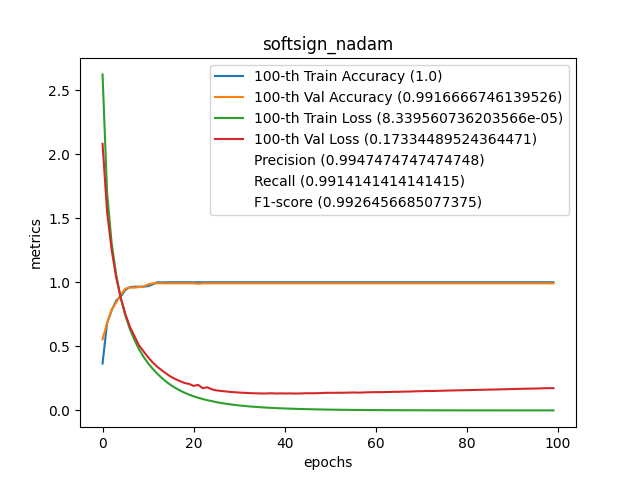 softsign_nadam
100-th Train Accuracy (1.0)
100-th Val Accuracy (0.9916666746139526)
100-th Train Loss (8.339560736203566e-05)
100-th Val Loss (0.17334489524364471)
Precision (0.9947474747474748)
Recall (0.9914141414141415)
F1-score (0.9926456685077375)
metrics
2.5
2.0
1.5
1.0
0.5
0.0
0 20 40 60 80 100
epochs